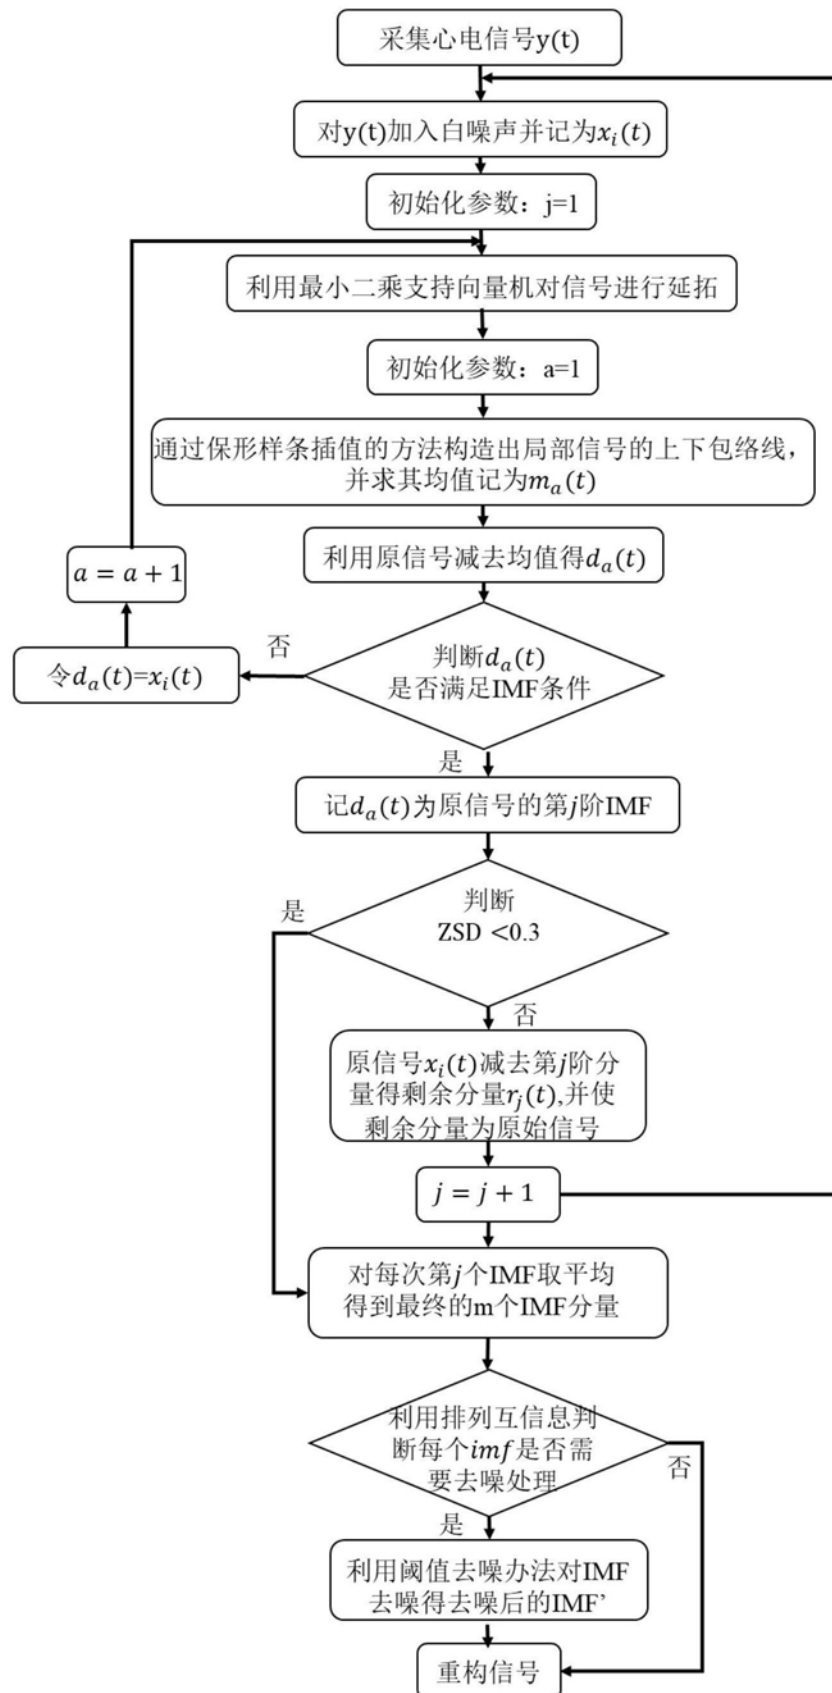 采集心电信号y(t)
对y(t)加入白噪声并记为x_i(t)
初始化参数：j=1
利用最小二乘支持向量机对信号进行延拓
初始化参数：a=1
通过保形样条插值的方法构造出局部信号的上下包络线，
并求其均值记为m_a(t)
利用原信号减去均值得d_a(t)
a = a + 1
判断d_a(t)
是否满足IMF条件
否
令d_a(t)=x_i(t)
是
记d_a(t)为原信号的第j阶IMF
判断
ZSD <0.3
是
否
原信号x_i(t)减去第j阶分
量得剩余分量r_j(t),并使
剩余分量为原始信号
j = j + 1
对每次第j个IMF取平均
得到最终的m个IMF分量
利用排列互信息判
断每个imf是否需
要去噪处理
否
是
利用阈值去噪办法对IMF
去噪得去噪后的IMF’
重构信号